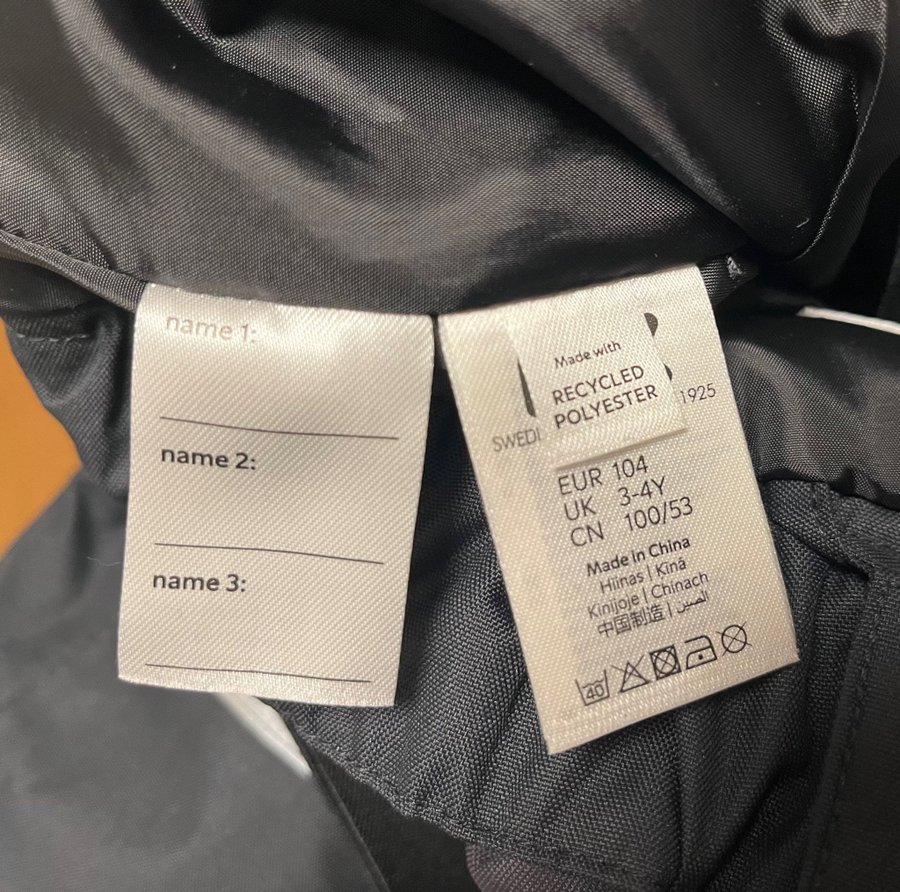 name 1:
name 2:
name 3:
Made with
RECYCLED
POLYESTER
1925
EUR 104
UK 3-4Y
CN 100/53
Made in China
Hiinas | Ķīnā
Kinijoje | Chinach
中国制造 | الصين
40